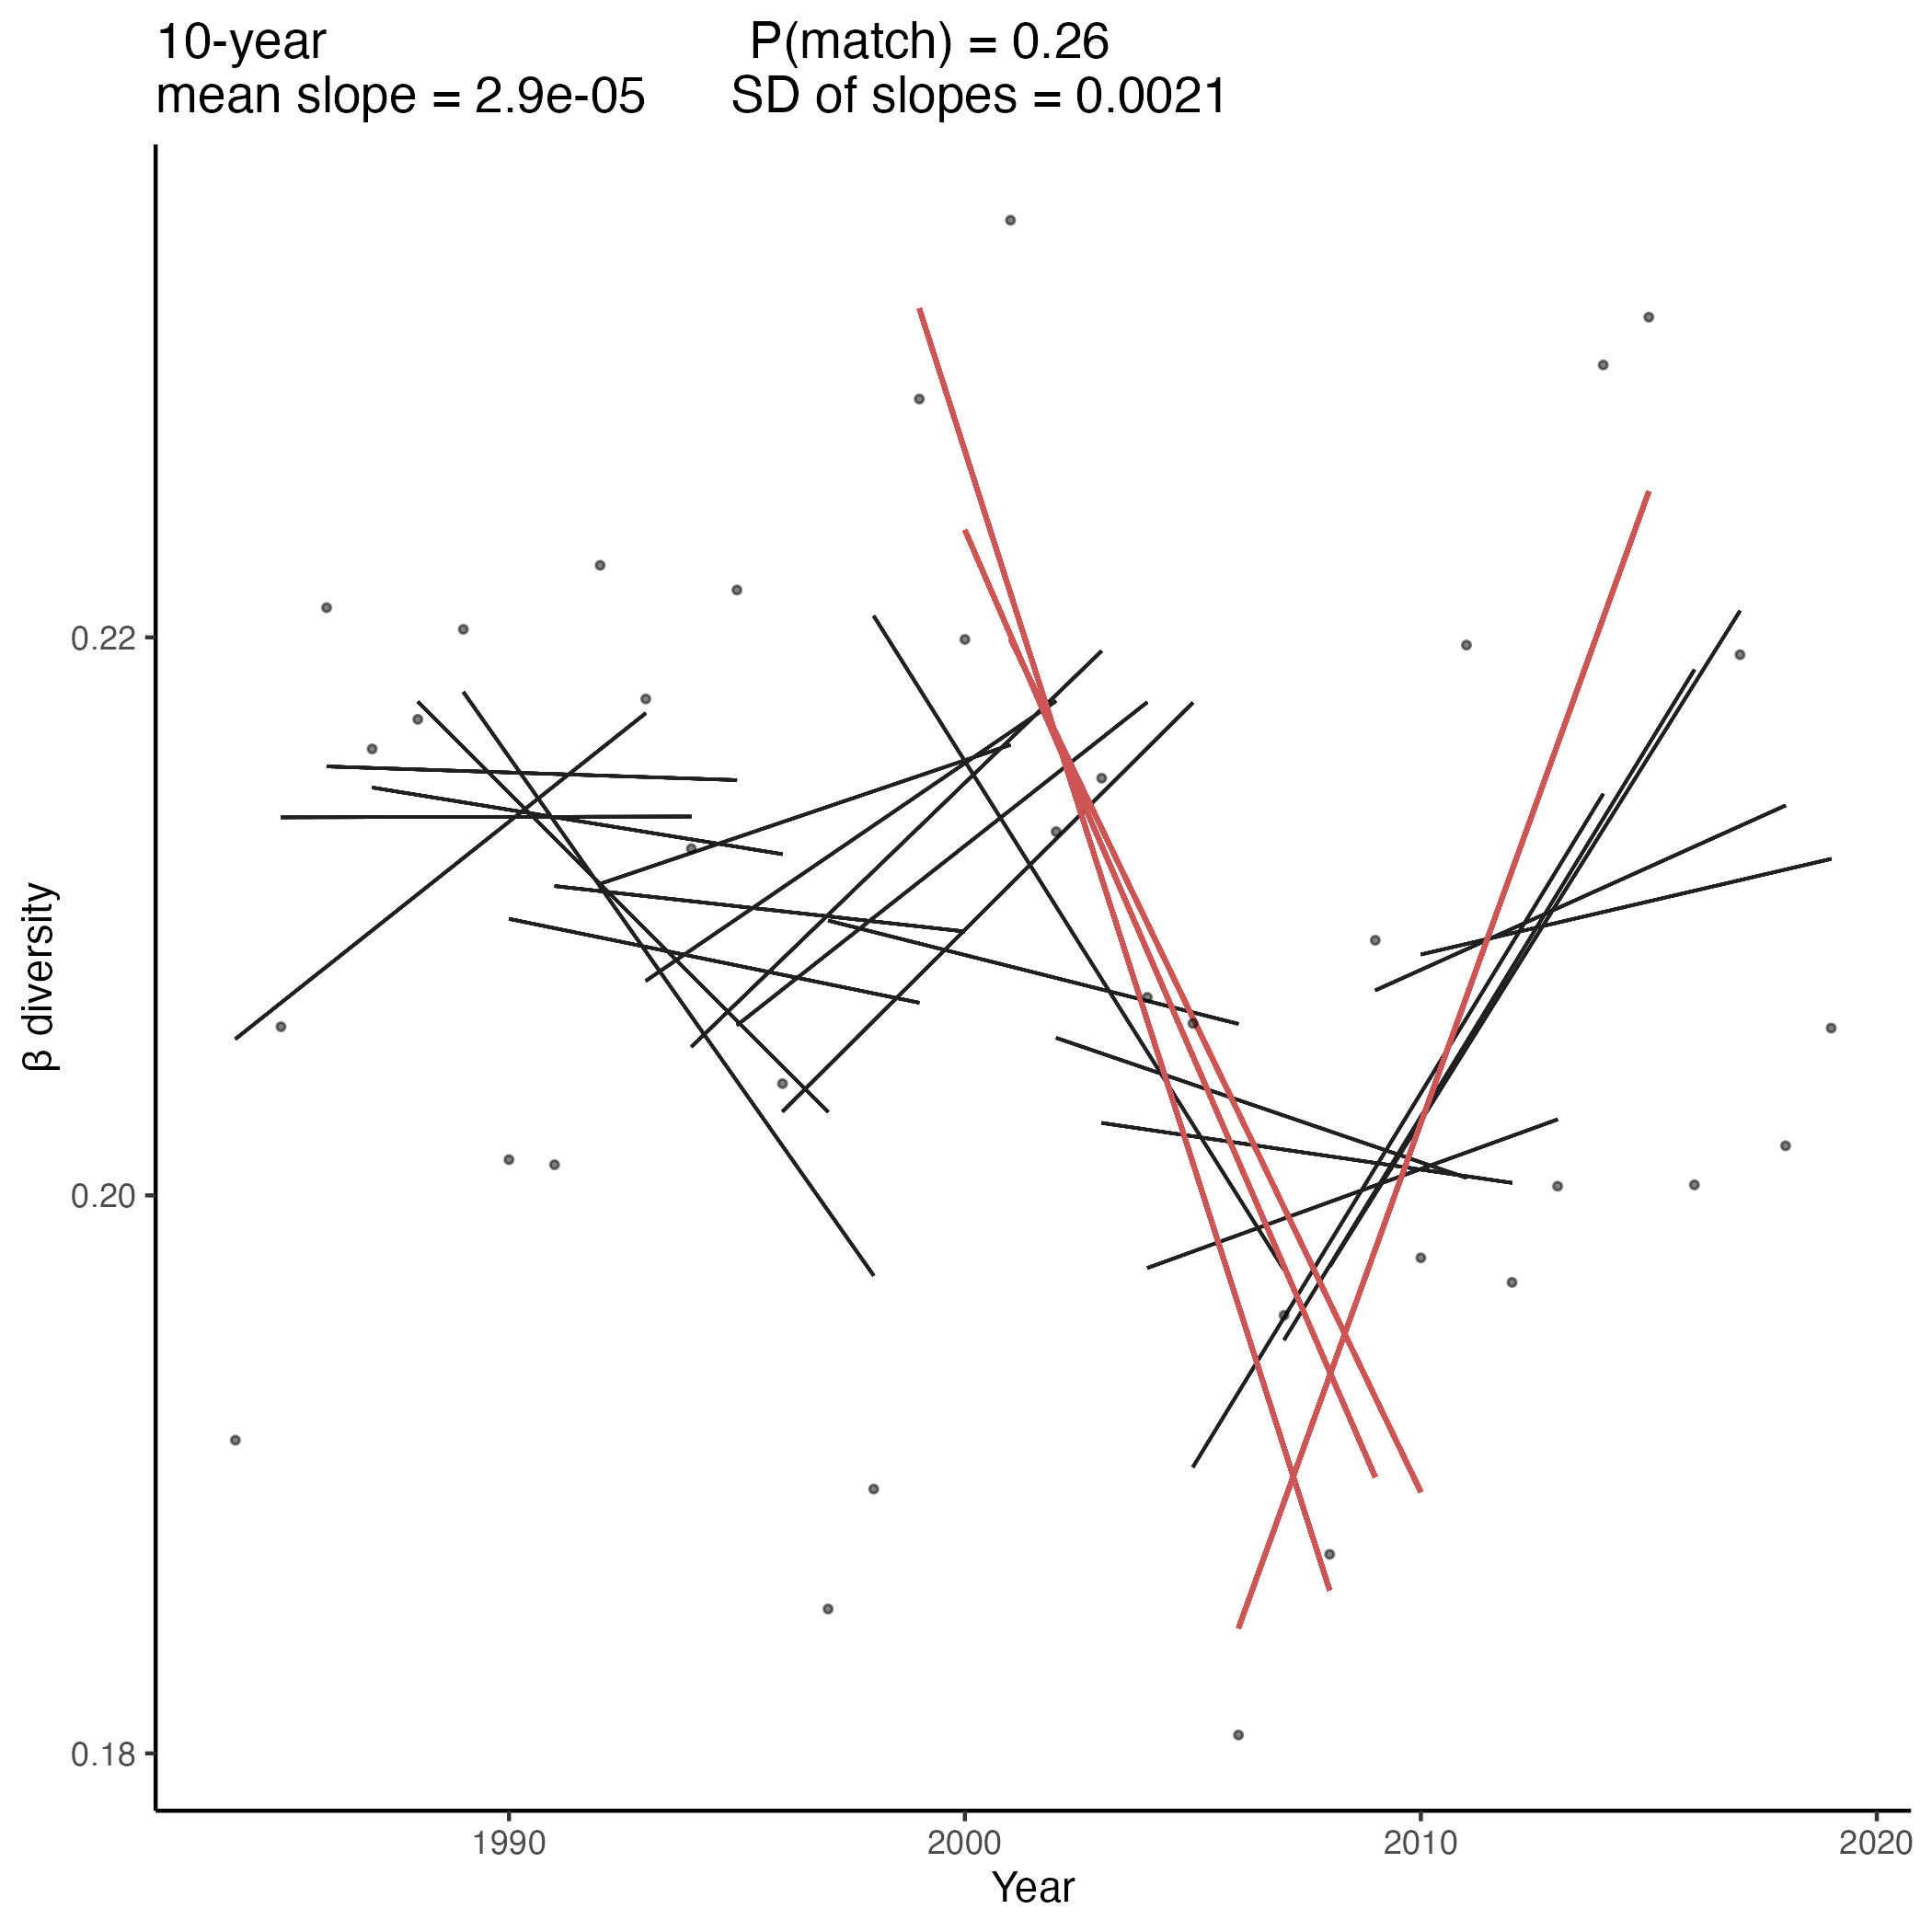 10-year P(match) = 0.26
mean slope = 2.9e-05 SD of slopes = 0.0021
β diversity
0.22
0.20
0.18
1990 2000 2010 2020
Year